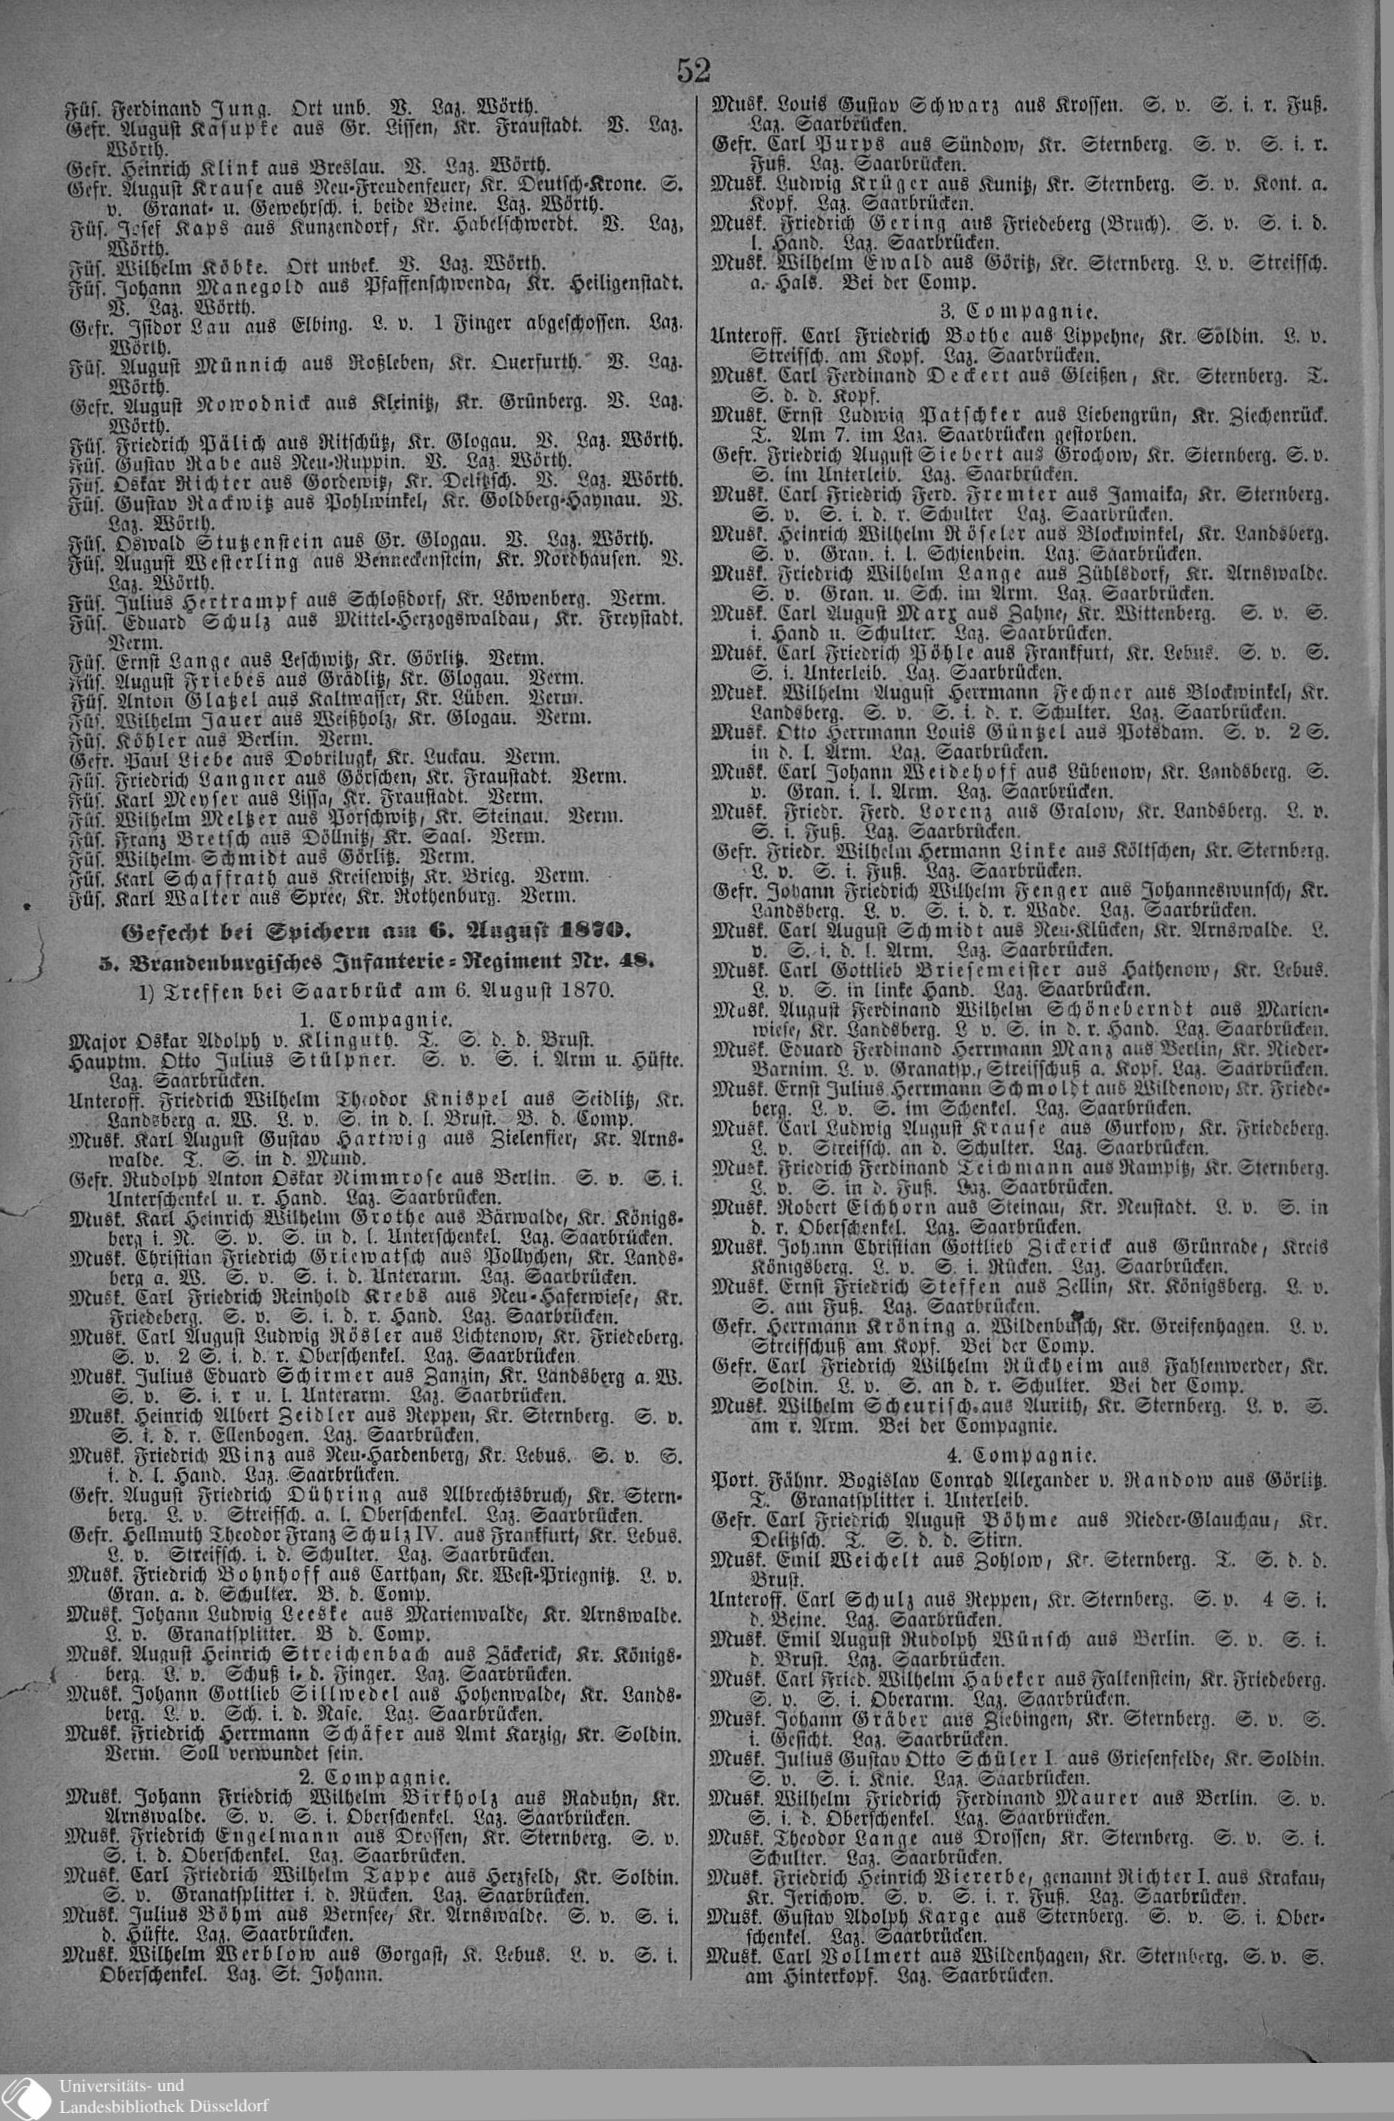 52
Füs. Ferdinand Jung. Ort unb. V. Laz. Wörth.
Gefr. August Kasupke aus Gr. Lissen, Kr. Fraustadt. V. Laz.
Wörth.
Gefr. Heinrich Klink aus Breslau. V. Laz. Wörth.
Gefr. August Krause aus Neu-Freudenfeuer, Kr. Deutsch-Krone. S.
v. Granat- u. Gewehrsch. i. beide Beine. Laz. Wörth.
Füs. Josef Kaps aus Kunzendorf, Kr. Habelschwerdt. V. Laz.
Wörth.
Füs. Wilhelm Köbke. Ort unbek. V. Laz. Wörth.
Füs. Johann Manegold aus Pfaffenschwenda, Kr. Heiligenstadt.
V. Laz. Wörth.
Gefr. Isidor Lau aus Elbing. L. v. 1 Finger abgeschossen. Laz.
Wörth.
Füs. August Münnich aus Roßleben, Kr. Querfurth. V. Laz.
Wörth.
Gefr. August Nowodnick aus Kleinitz, Kr. Grünberg. V. Laz.
Wörth.
Füs. Friedrich Pälich aus Ritschütz, Kr. Glogau. V. Laz. Wörth.
Füs. Gustav Rabe aus Neu-Ruppin. V. Laz. Wörth.
Füs. Oskar Richter aus Gordewitz, Kr. Delitzsch. V. Laz. Wörth.
Füs. Gustav Rackwitz aus Pohlwinkel, Kr. Goldberg-Haynau. V.
Laz. Wörth.
Füs. Oswald Stutzenstein aus Gr. Glogau. V. Laz. Wörth.
Füs. August Westerling aus Benneckenstein, Kr. Nordhausen. V.
Laz. Wörth.
Füs. Julius Hertrampf aus Schloßdorf, Kr. Löwenberg. Verm.
Füs. Eduard Schulz aus Mittel-Herzogswaldau, Kr. Freystadt.
Verm.
Füs. Ernst Lange aus Leschwitz, Kr. Görlitz. Verm.
Füs. August Friebes aus Grädlitz, Kr. Glogau. Verm.
Füs. Anton Glatzel aus Kaltwasser, Kr. Lüben. Verm.
Füs. Wilhelm Jauer aus Weißholz, Kr. Glogau. Verm.
Füs. Köhler aus Berlin. Verm.
Gefr. Paul Liebe aus Dobrilugk, Kr. Luckau. Verm.
Füs. Friedrich Langner aus Görschen, Kr. Fraustadt. Verm.
Füs. Karl Meyser aus Lissa, Kr. Fraustadt. Verm.
Füs. Wilhelm Meltzer aus Porschwitz, Kr. Steinau. Verm.
Füs. Franz Bretsch aus Döllnitz, Kr. Saal. Verm.
Füs. Wilhelm Schmidt aus Görlitz. Verm.
Füs. Karl Schaffrath aus Kreisewitz, Kr. Brieg. Verm.
Füs. Karl Walter aus Spree, Kr. Rothenburg. Verm.
Gefecht bei Spichern am 6. August 1870.
5. Brandenburgisches Infanterie-Regiment Nr. 48.
1) Treffen bei Saarbrück am 6. August 1870.
1. Compagnie.
Major Oskar Adolph v. Klinguth. T. S. d. d. Brust.
Hauptm. Otto Julius Stülpner. S. v. S. i. Arm u. Hüfte.
Laz. Saarbrücken.
Unteroff. Friedrich Wilhelm Theodor Knispel aus Seidlitz, Kr.
Landsberg a. W. L. v. S. in d. l. Brust. B. d. Comp.
Musk. Karl August Gustav Hartwig aus Zielensier, Kr. Arns-
walde. T. S. in d. Mund.
Gefr. Rudolph Anton Oskar Nimmrose aus Berlin. S. v. S. i.
Unterschenkel u. r. Hand. Laz. Saarbrücken.
Musk. Karl Heinrich Wilhelm Grothe aus Bärwalde, Kr. Königs-
berg i. N. S. v. S. in d. l. Unterschenkel. Laz. Saarbrücken.
Musk. Christian Friedrich Griewatsch aus Pollychen, Kr. Lands-
berg a. W. S. v. S. i. d. Unterarm. Laz. Saarbrücken.
Musk. Carl Friedrich Reinhold Krebs aus Neu-Haferwiese, Kr.
Friedeberg. S. v. S. i. d. r. Hand. Laz. Saarbrücken.
Musk. Carl August Ludwig Rösler aus Lichtenow, Kr. Friedeberg.
S. v. 2 S. i. d. r. Oberschenkel. Laz. Saarbrücken
Musk. Julius Eduard Schirmer aus Zanzin, Kr. Landsberg a. W.
S. v. S. i. r u. l. Unterarm. Laz. Saarbrücken.
Musk. Heinrich Albert Zeidler aus Reppen, Kr. Sternberg. S. v.
S. i. d. r. Ellenbogen. Laz. Saarbrücken.
Musk. Friedrich Winz aus Neu-Hardenberg, Kr. Lebus. S. v. S.
i. d. l. Hand. Laz. Saarbrücken.
Gefr. August Friedrich Dühring aus Albrechtsbruch, Kr. Stern-
berg. L. v. Streifsch. a. l. Oberschenkel. Laz. Saarbrücken.
Gefr. Hellmuth Theodor Franz Schulz IV. aus Frankfurt, Kr. Lebus.
L. v. Streifsch. i. d. Schulter. Laz. Saarbrücken.
Musk. Friedrich Bohnhoff aus Carthan, Kr. West-Priegnitz. L. v.
Gran. a. d. Schulter. B. d. Comp.
Musk. Johann Ludwig Leeske aus Marienwalde, Kr. Arnswalde.
L. v. Granatsplitter. B d. Comp.
Musk. August Heinrich Streichenbach aus Zäckerick, Kr. Königs-
berg. L. v. Schuß i. d. Finger. Laz. Saarbrücken.
Musk. Johann Gottlieb Sillwedel aus Hohenwalde, Kr. Lands-
berg. L. v. Sch. i. d. Nase. Laz. Saarbrücken.
Musk. Friedrich Herrmann Schäfer aus Amt Karzig, Kr. Soldin.
Verm. Soll verwundet sein.
2. Compagnie.
Musk. Johann Friedrich Wilhelm Birkholz aus Raduhn, Kr.
Arnswalde. S. v. S. i. Oberschenkel. Laz. Saarbrücken.
Musk. Friedrich Engelmann aus Drossen, Kr. Sternberg. S. v.
S. i. d. Oberschenkel. Laz. Saarbrücken.
Musk. Carl Friedrich Wilhelm Tappe aus Herzfeld, Kr. Soldin.
S. v. Granatsplitter i. d. Rücken. Laz. Saarbrücken.
Musk. Julius Böhm aus Bernsee, Kr. Arnswalde. S. v. S. i.
d. Hüfte. Laz. Saarbrücken.
Musk. Wilhelm Werblow aus Gorgast, K. Lebus. L. v. S. i.
Oberschenkel. Laz. St. Johann.
Musk. Louis Gustav Schwarz aus Krossen. S. v. S. i. r. Fuß.
Laz. Saarbrücken.
Gefr. Carl Purps aus Sündow, Kr. Sternberg. S. v. S. i. r.
Fuß. Laz. Saarbrücken.
Musk. Ludwig Krüger aus Kunitz, Kr. Sternberg. S. v. Kont. a.
Kopf. Laz. Saarbrücken.
Musk. Friedrich Gering aus Friedeberg (Bruch). S. v. S. i. d.
l. Hand. Laz. Saarbrücken.
Musk. Wilhelm Ewald aus Göritz, Kr. Sternberg. L. v. Streifsch.
a. Hals. Bei der Comp.
3. Compagnie.
Unteroff. Carl Friedrich Bothe aus Lippehne, Kr. Soldin. L. v.
Streifsch. am Kopf. Laz. Saarbrücken.
Musk. Carl Ferdinand Deckert aus Gleißen, Kr. Sternberg. T.
S. d. d. Kopf.
Musk. Ernst Ludwig Patschker aus Liebengrün, Kr. Ziechenrück.
T. Am 7. im Laz. Saarbrücken gestorben.
Gefr. Friedrich August Siebert aus Grochow, Kr. Sternberg. S. v.
S. im Unterleib. Laz. Saarbrücken.
Musk. Carl Friedrich Ferd. Fremter aus Jamaika, Kr. Sternberg.
S. v. S. i. d. r. Schulter Laz. Saarbrücken.
Musk. Heinrich Wilhelm Röseler aus Blockwinkel, Kr. Landsberg.
S. v. Gran. i. l. Schienbein. Laz. Saarbrücken.
Musk. Friedrich Wilhelm Lange aus Zühlsdorf, Kr. Arnswalde.
S. v. Gran. u. Sch. im Arm. Laz. Saarbrücken.
Musk. Carl August Marx aus Zahne, Kr. Wittenberg. S. v. S.
i. Hand u. Schulter. Laz. Saarbrücken.
Musk. Carl Friedrich Pöhle aus Frankfurt, Kr. Lebus. S. v. S.
S. i. Unterleib. Laz. Saarbrücken.
Musk. Wilhelm August Herrmann Fechner aus Blockwinkel, Kr.
Landsberg. S. v. S. i. d. r. Schulter. Laz. Saarbrücken.
Musk. Otto Herrmann Louis Güntzel aus Potsdam. S. v. 2 S.
in d. l. Arm. Laz. Saarbrücken.
Musk. Carl Johann Weidehoff aus Lübenow, Kr. Landsberg. S.
v. Gran. i. l. Arm. Laz. Saarbrücken.
Musk. Friedr. Ferd. Lorenz aus Gralow, Kr. Landsberg. L. v.
S. i. Fuß. Laz. Saarbrücken.
Gefr. Friedr. Wilhelm Hermann Linke aus Költschen, Kr. Sternberg.
L. v. S. i. Fuß. Laz. Saarbrücken.
Gefr. Johann Friedrich Wilhelm Fenger aus Johanneswunsch, Kr.
Landsberg. L. v. S. i. d. r. Wade. Laz. Saarbrücken.
Musk. Carl August Schmidt aus Neu-Klücken, Kr. Arnswalde. L.
v. S. i. d. l. Arm. Laz. Saarbrücken.
Musk. Carl Gottlieb Briesemeister aus Hathenow, Kr. Lebus.
L. v. S. in linke Hand. Laz. Saarbrücken.
Musk. August Ferdinand Wilhelm Schöneberndt aus Marien-
wiese, Kr. Landsberg. L v. S. in d. r. Hand. Laz. Saarbrücken.
Musk. Eduard Ferdinand Herrmann Manz aus Berlin, Kr. Nieder-
Barnim. L. v. Granatsp., Streifschuß a. Kopf. Laz. Saarbrücken.
Musk. Ernst Julius Herrmann Schmoldt aus Wildenow, Kr. Friede-
berg. L. v. S. im Schenkel. Laz. Saarbrücken.
Musk. Carl Ludwig August Krause aus Gurkow, Kr. Friedeberg.
L. v. Streifsch. an d. Schulter. Laz. Saarbrücken.
Musk. Friedrich Ferdinand Teichmann aus Rampitz, Kr. Sternberg.
L. v. S. in d. Fuß. Laz. Saarbrücken.
Musk. Robert Eichhorn aus Steinau, Kr. Neustadt. L. v. S. in
d. r. Oberschenkel. Laz. Saarbrücken.
Musk. Johann Christian Gottlieb Zickerick aus Grünrade, Kreis
Königsberg. L. v. S. i. Rücken. Laz. Saarbrücken.
Musk. Ernst Friedrich Steffen aus Zellin, Kr. Königsberg. L. v.
S. am Fuß. Laz. Saarbrücken.
Gefr. Herrmann Kröning a. Wildenbusch, Kr. Greifenhagen. L. v.
Streifschuß am Kopf. Bei der Comp.
Gefr. Carl Friedrich Wilhelm Rückheim aus Fahlenwerder, Kr.
Soldin. L. v. S. an d. r. Schulter. Bei der Comp.
Musk. Wilhelm Scheurisch aus Aurith, Kr. Sternberg. L. v. S.
am r. Arm. Bei der Compagnie.
4. Compagnie.
Port. Fähnr. Bogislav Conrad Alexander v. Randow aus Görlitz.
T. Granatsplitter i. Unterleib.
Gefr. Carl Friedrich August Böhme aus Nieder-Glauchau, Kr.
Delitzsch. T. S. d. d. Stirn.
Musk. Emil Weichelt aus Zohlow, Kr. Sternberg. T. S. d. d.
Brust.
Unteroff. Carl Schulz aus Reppen, Kr. Sternberg. S. v. 4 S. i.
d. Beine. Laz. Saarbrücken.
Musk. Emil August Rudolph Wünsch aus Berlin. S. v. S. i.
d. Brust. Laz. Saarbrücken.
Musk. Carl Fried. Wilhelm Habeker aus Falkenstein, Kr. Friedeberg.
S. v. S. i. Oberarm. Laz. Saarbrücken.
Musk. Johann Gräber aus Ziebingen, Kr. Sternberg. S. v. S.
i. Gesicht. Laz. Saarbrücken.
Musk. Julius Gustav Otto Schüler I. aus Griesenfelde, Kr. Soldin.
S. v. S. i. Knie. Laz. Saarbrücken.
Musk. Wilhelm Friedrich Ferdinand Maurer aus Berlin. S. v.
S. i. d. Oberschenkel. Laz. Saarbrücken.
Musk. Theodor Lange aus Drossen, Kr. Sternberg. S. v. S. i.
Schulter. Laz. Saarbrücken.
Musk. Friedrich Heinrich Viererbe, genannt Richter I. aus Krakau,
Kr. Jerichow. S. v. S. i. r. Fuß. Laz. Saarbrücken.
Musk. Gustav Adolph Karge aus Sternberg. S. v. S. i. Ober-
schenkel. Laz. Saarbrücken.
Musk. Carl Vollmert aus Wildenhagen, Kr. Sternberg. S. v. S.
am Hinterkopf. Laz. Saarbrücken.
Universitäts- und
Landesbibliothek Düsseldorf